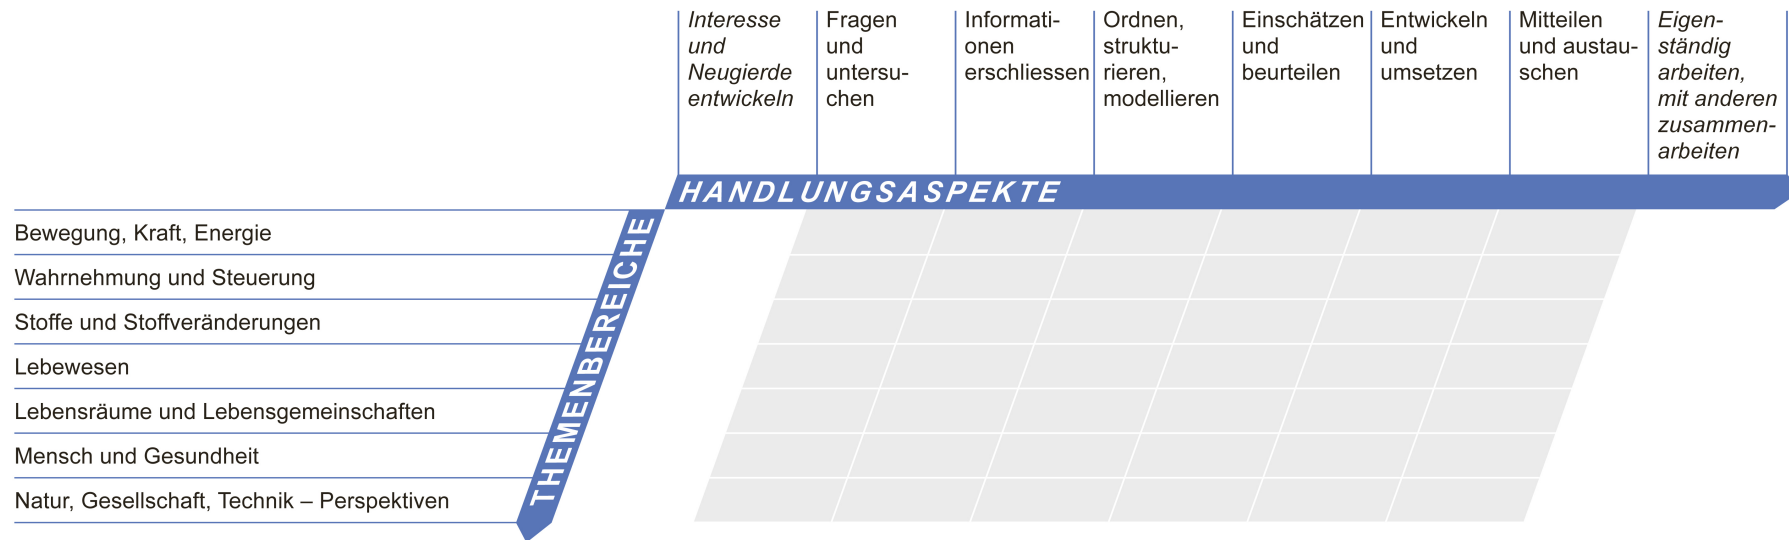 Interesse
und
Neugierde
entwickeln
Fragen
und
untersu-
chen
Informati-
onen
erschliessen
Ordnen,
struktu-
rieren,
modellieren
Einschätzen
und
beurteilen
Entwickeln
und
umsetzen
Mitteilen
und austau-
schen
Eigen-
ständig
arbeiten,
mit anderen
zusammen-
arbeiten
HANDLUNGSASPEKTE
THEMENBEREICHE
Bewegung, Kraft, Energie
Wahrnehmung und Steuerung
Stoffe und Stoffveränderungen
Lebewesen
Lebensräume und Lebensgemeinschaften
Mensch und Gesundheit
Natur, Gesellschaft, Technik – Perspektiven